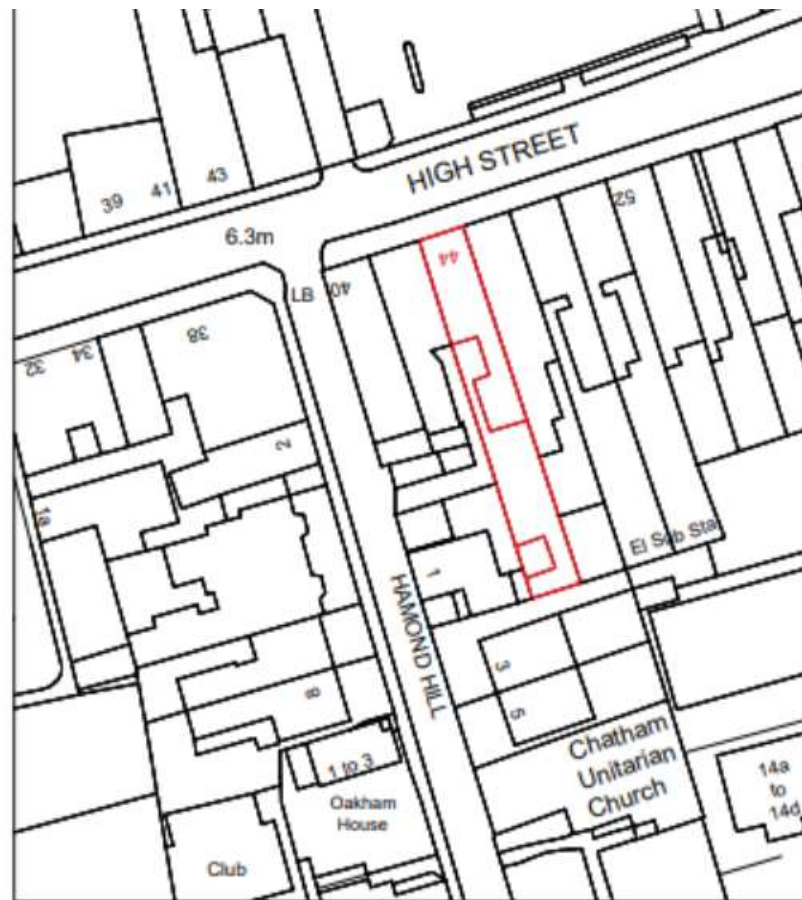 HIGH STREET
39
41
43
6.3m
52
44
LB
40
38
34
32
2
1a
El Sub Sta
1
HAMOND HILL
3
5
8
Chatham
Unitarian
Church
1 to 3
Oakham
House
14a
to
14d
Club